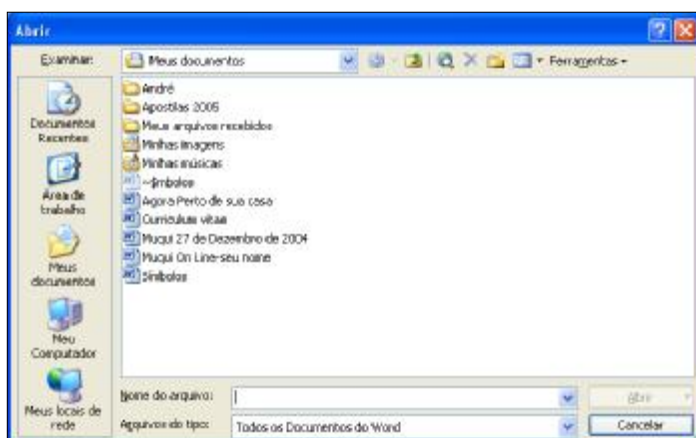 Abrir
Examinar:
Meus documentos
Ferramentas
Documentos
Recentes
Área de
trabalho
Meus
documentos
Meu
Computador
Meus locais de
rede
André
Apostilas 2005
Meus arquivos recebidos
Minhas imagens
Minhas músicas
~$mbolos
Agora Perto de sua casa
Curriculum vitae
Muqui 27 de Dezembro de 2004
Muqui On Line-seu nome
Símbolos
Nome do arquivo:
Abrir
Arquivos do tipo:
Todos os Documentos do Word
Cancelar